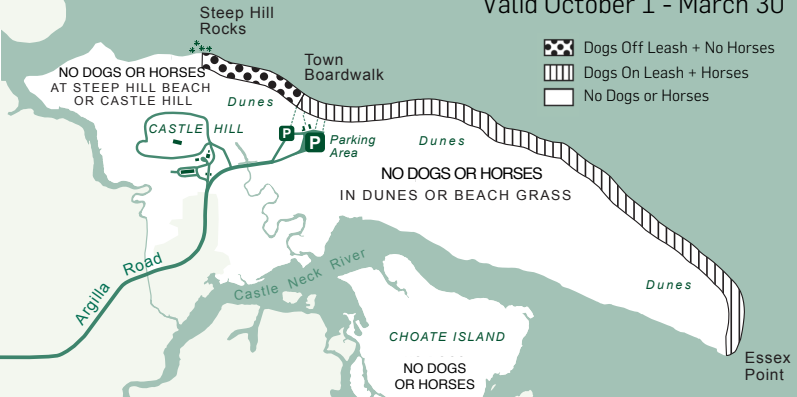 Valid October 1 - March 30
Steep Hill
Rocks
Dogs Off Leash + No Horses
Dogs On Leash + Horses
No Dogs or Horses
Town
Boardwalk
NO DOGS OR HORSES
AT STEEP HILL BEACH
OR CASTLE HILL
Dunes
CASTLE HILL
P
P
Parking
Area
Dunes
NO DOGS OR HORSES
IN DUNES OR BEACH GRASS
Argilla Road
Castle Neck River
Dunes
CHOATE ISLAND
NO DOGS
OR HORSES
Essex
Point